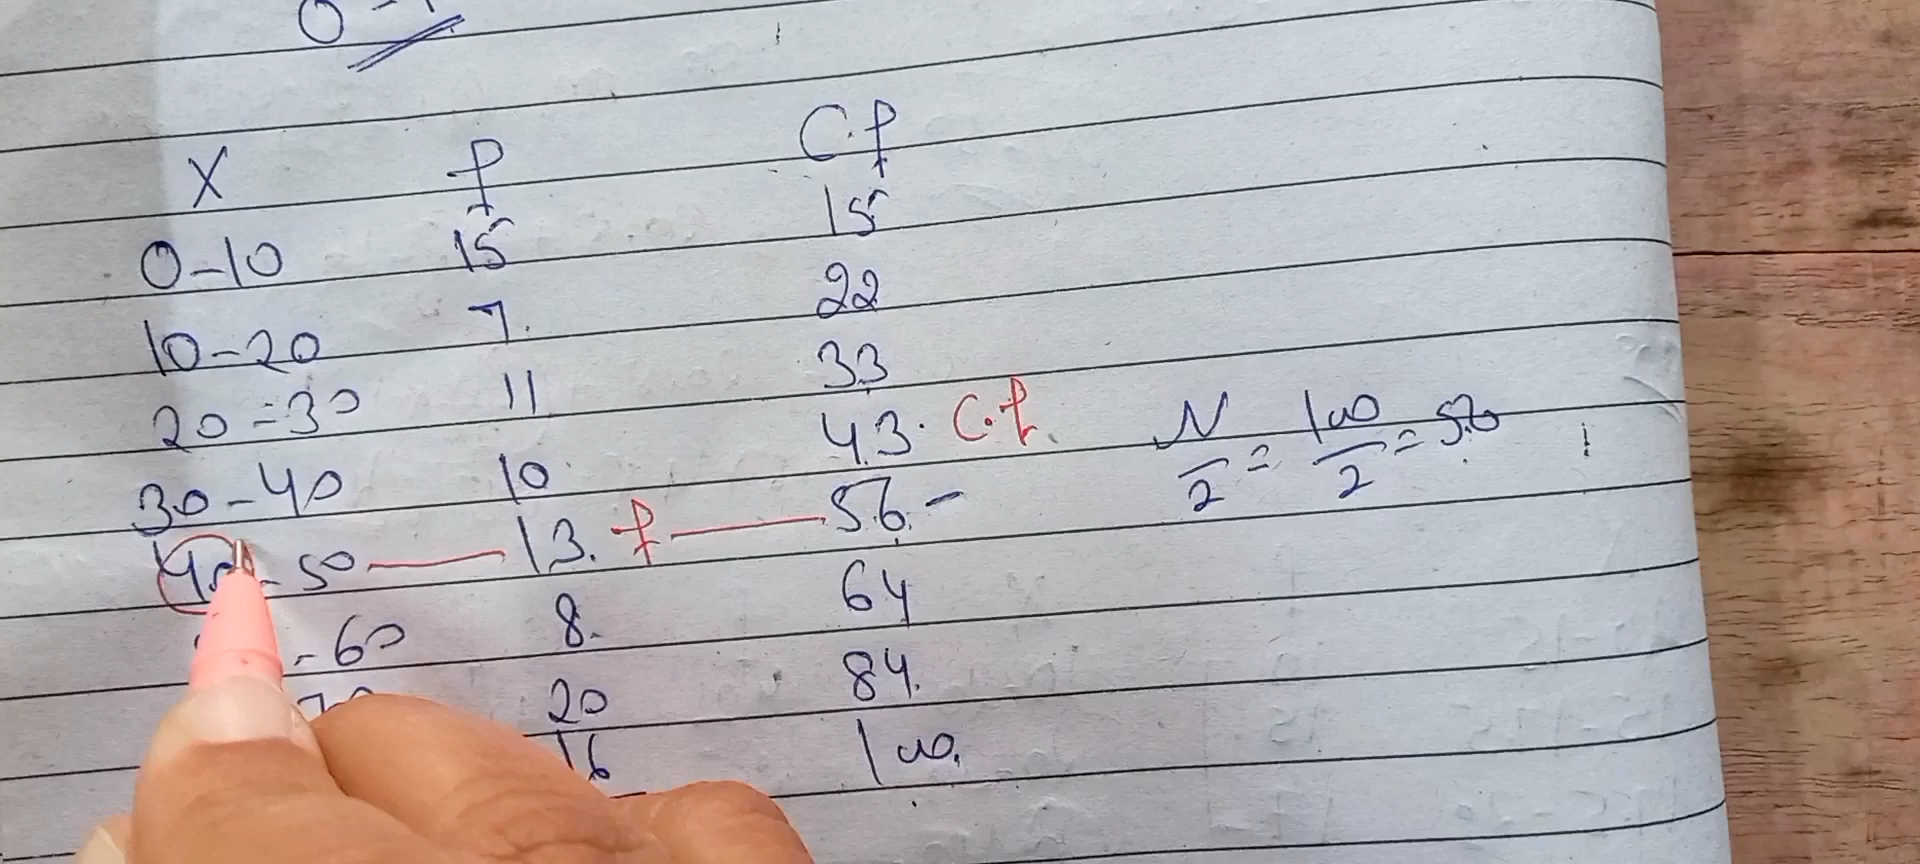 X f C.f
0-10 15 15
10-20 7. 22
20-30 11 33
30-40 10 43. C.f. N/2 = 100/2 = 50
40-50 13. f 56.
-60 8. 64
20 84.
16 100.